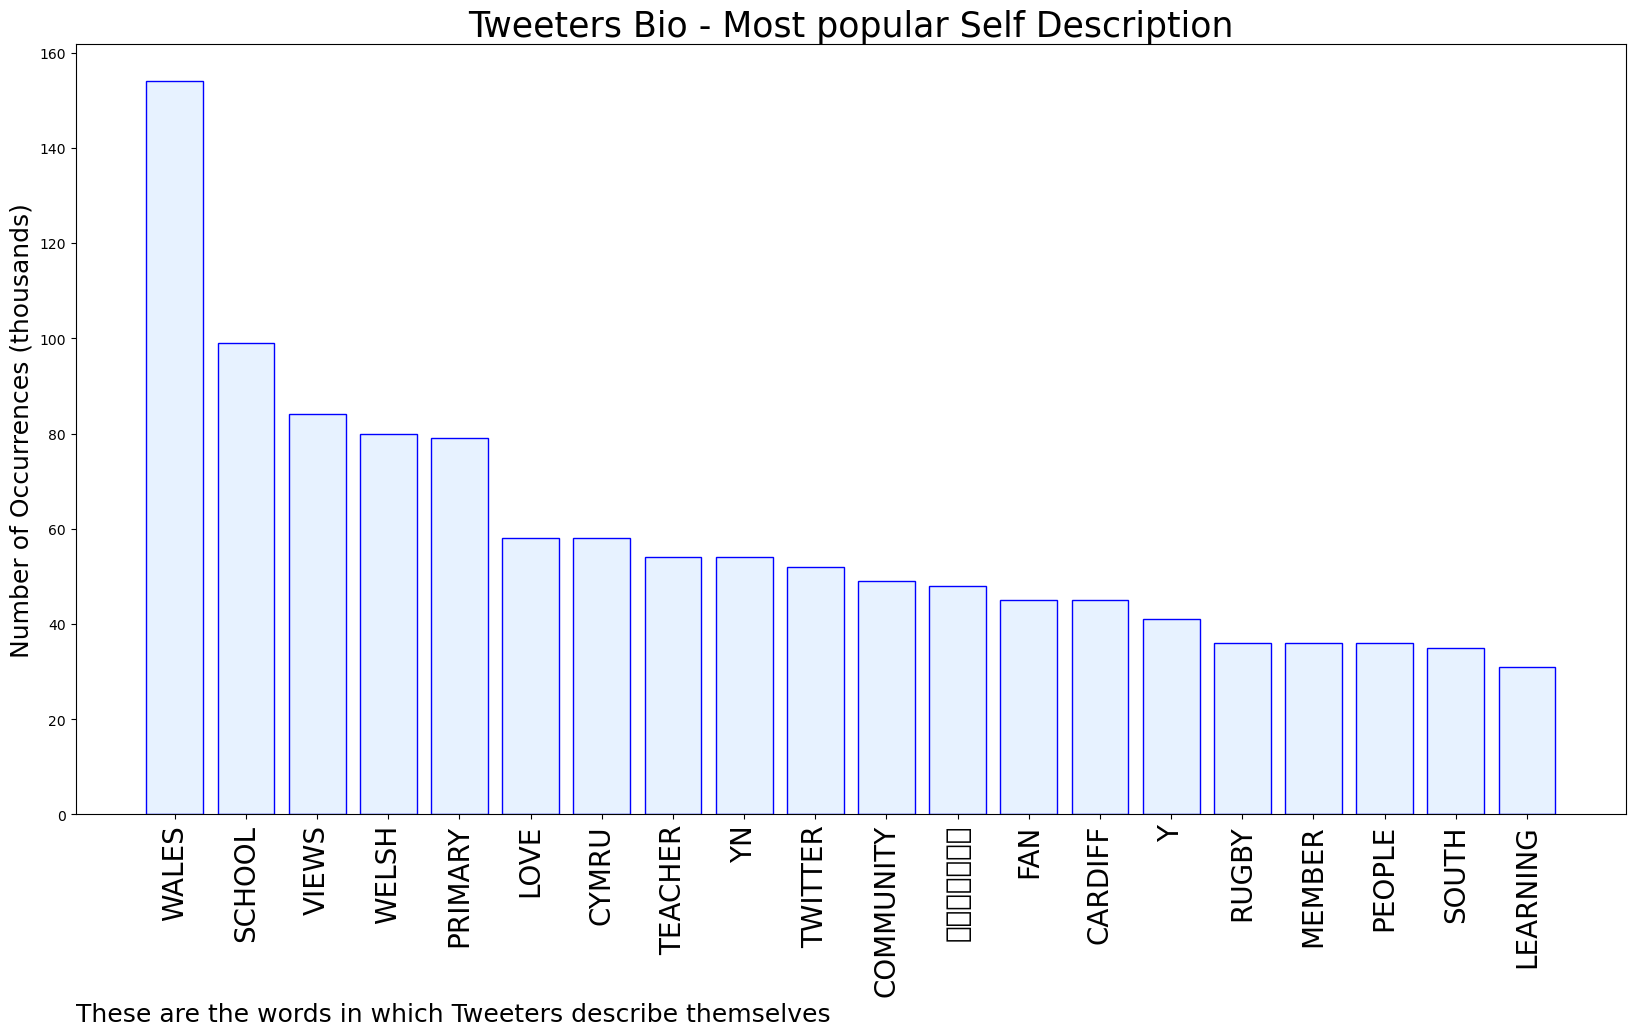 Tweeters Bio - Most popular Self Description
Number of Occurrences (thousands)
160
140
120
100
80
60
40
20
0
WALES
SCHOOL
VIEWS
WELSH
PRIMARY
LOVE
CYMRU
TEACHER
YN
TWITTER
COMMUNITY
FAN
CARDIFF
Y
RUGBY
MEMBER
PEOPLE
SOUTH
LEARNING
These are the words in which Tweeters describe themselves